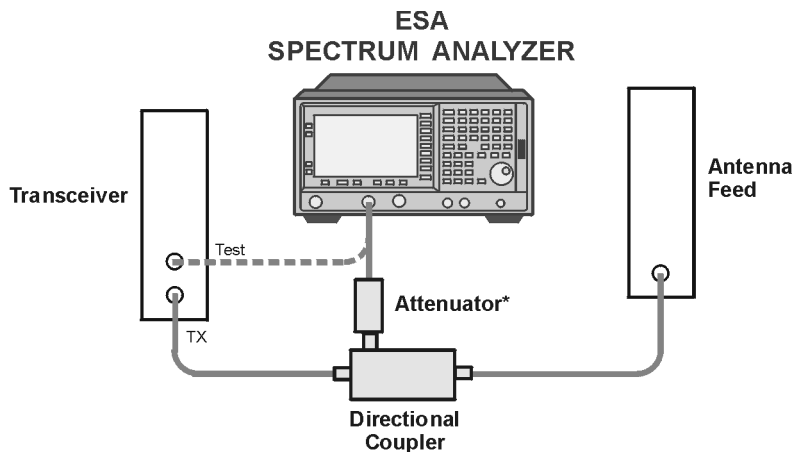 ESA
SPECTRUM ANALYZER
Transceiver
Antenna
Feed
Test
Attenuator*
TX
Directional
Coupler